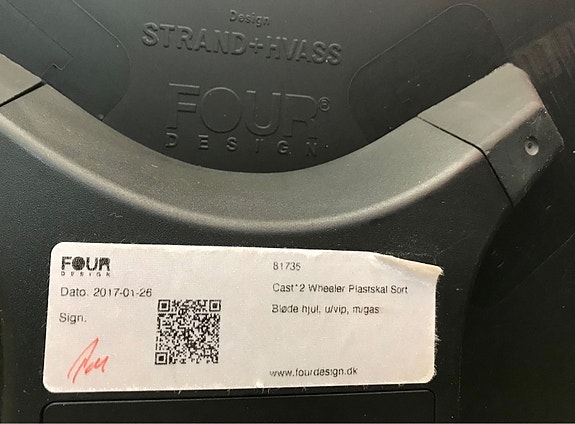 Design
STRAND+HVASS
FOUR®
DESIGN
FOUR
DESIGN
Dato. 2017-01-26
Sign.
81735
Cast*2 Wheeler Plastskal Sort
Bløde hjul, u/vip, m/gas
www.fourdesign.dk